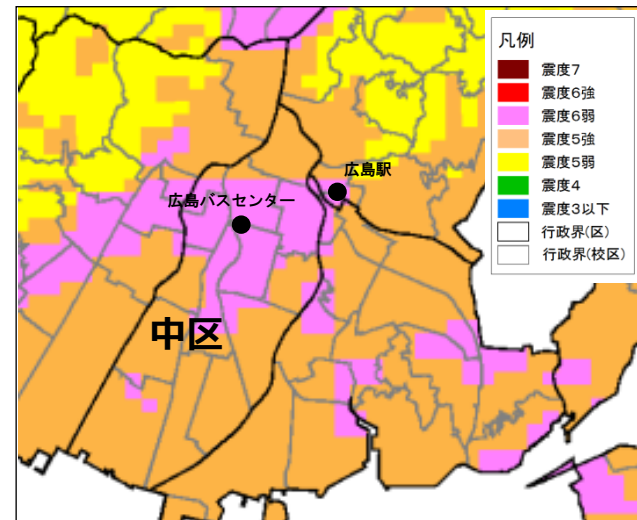 凡例
震度7
震度6強
震度6弱
震度5強
震度5弱
震度4
震度3以下
行政界(区)
行政界(校区)
広島駅
広島バスセンター
中区